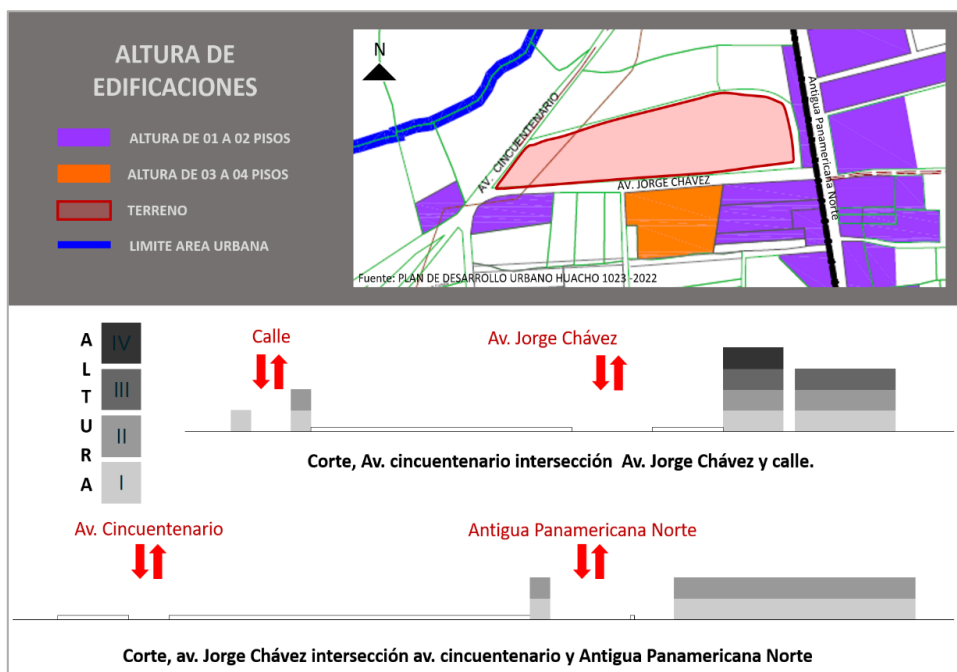 ALTURA DE
EDIFICACIONES
ALTURA DE 01 A 02 PISOS
ALTURA DE 03 A 04 PISOS
TERRENO
LIMITE AREA URBANA
N
AV. CINCUENTENARIO
AV. JORGE CHÁVEZ
Antigua Panamericana Norte
Fuente: PLAN DE DESARROLLO URBANO HUACHO 1023 -2022
ALTURA
IV
III
II
I
Calle
Av. Jorge Chávez
Corte, Av. cincuentenario intersección Av. Jorge Chávez y calle.
Av. Cincuentenario
Antigua Panamericana Norte
Corte, av. Jorge Chávez intersección av. cincuentenario y Antigua Panamericana Norte